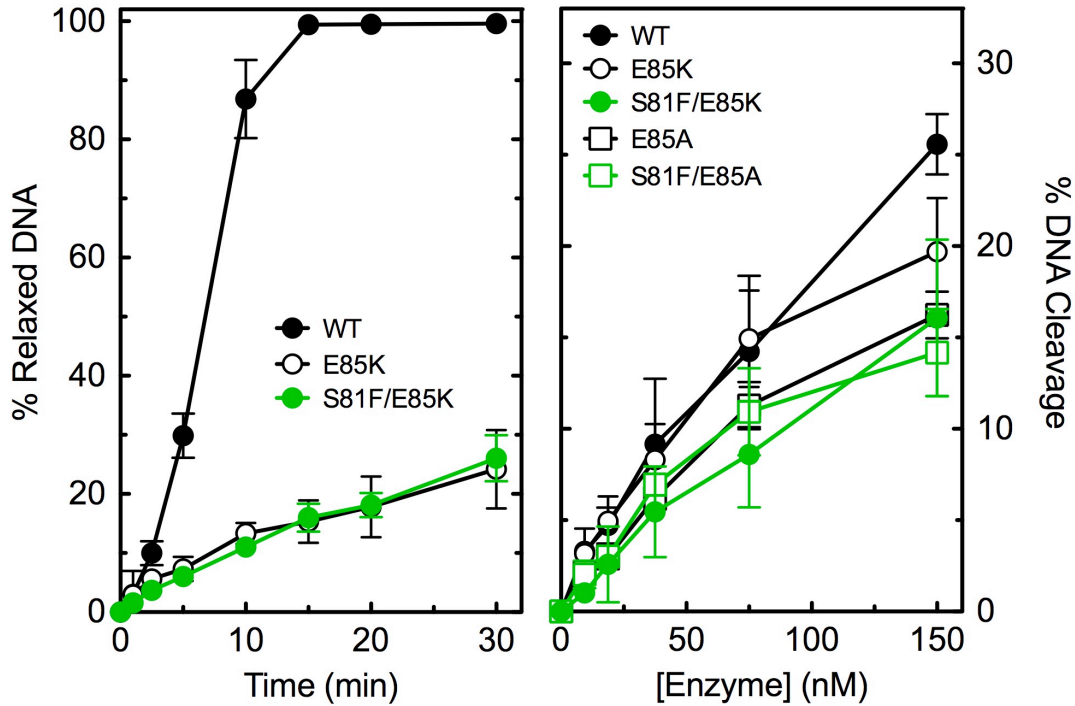 % Relaxed DNA
100
80
60
40
20
0
WT
E85K
S81F/E85K
0
10
20
30
Time (min)
WT
E85K
S81F/E85K
E85A
S81F/E85A
30
20
10
0
% DNA Cleavage
0
50
100
150
[Enzyme] (nM)